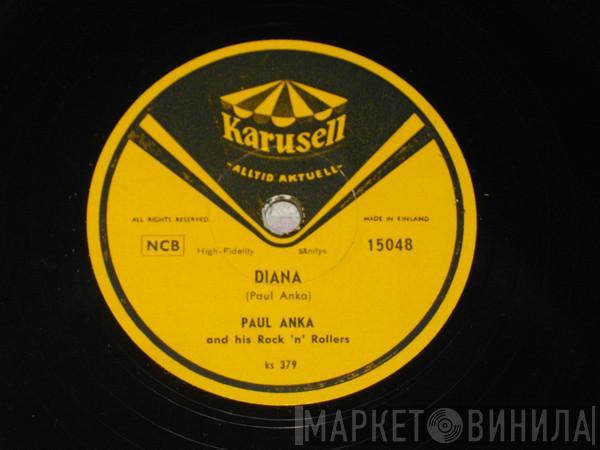 Karusell
-ALLTID AKTUELL-
ALL RIGHTS RESERVED.
MADE IN FINLAND
NCB
High-Fidelity
äänitys
15048
DIANA
(Paul Anka)
PAUL ANKA
and his Rock 'n' Rollers
ks 379
МАРКЕТ ВИНИЛА